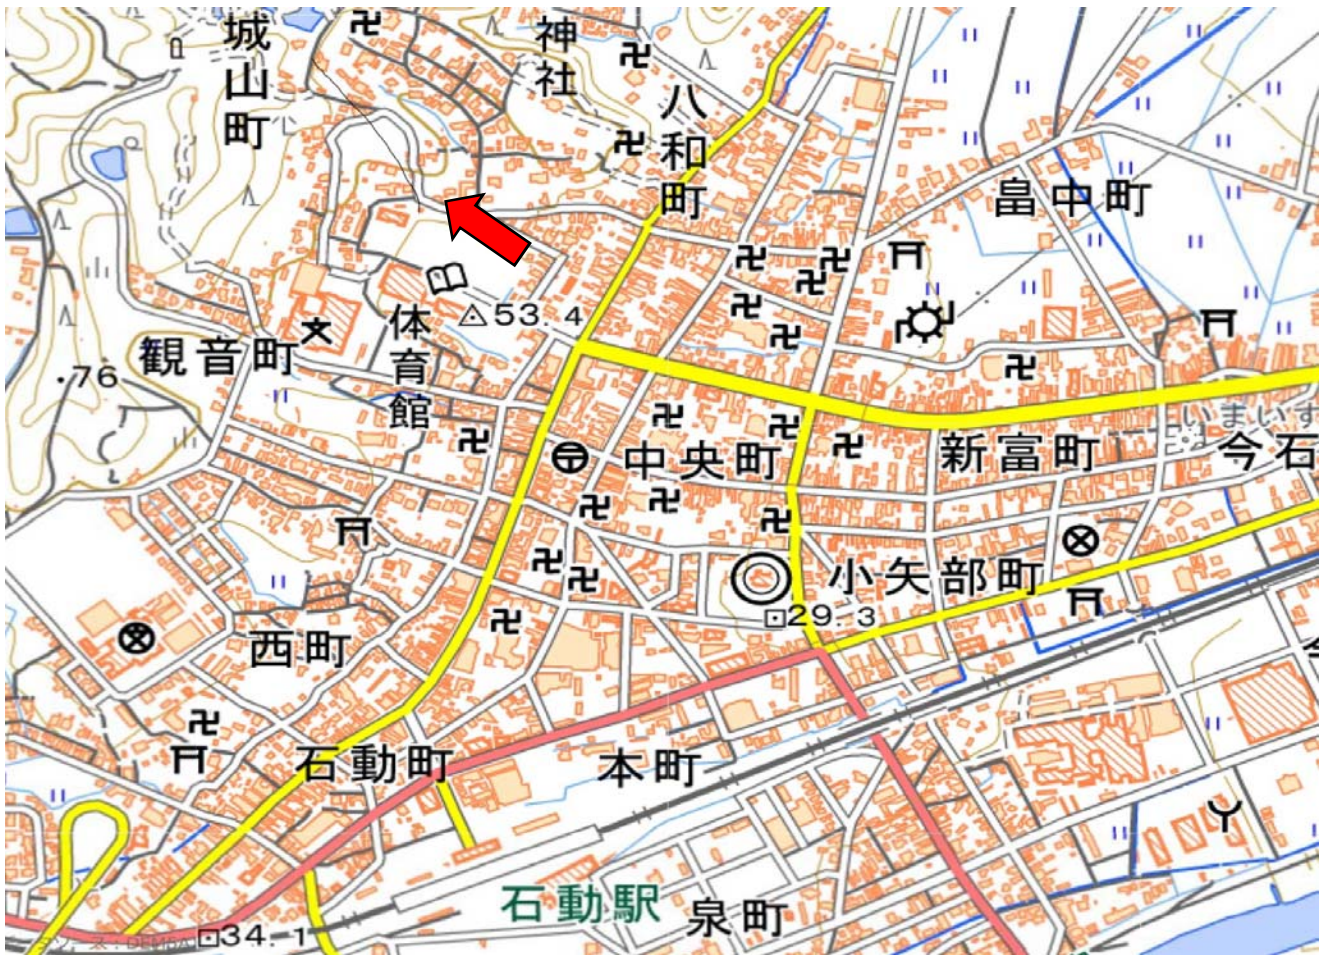 城山町
神社
八和町
畠中町
53.4
体育館
観音町
76
いまいす
中央町
新富町
今石
小矢部町
29.3
西町
石動町
本町
石動駅
泉町
34.1